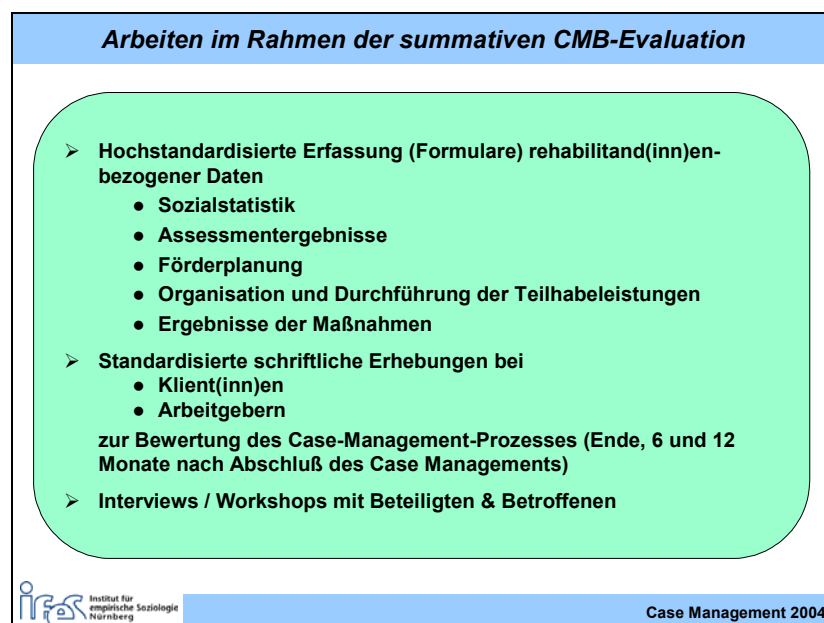 Arbeiten im Rahmen der summativen CMB-Evaluation
➢ Hochstandardisierte Erfassung (Formulare) rehabilitand(inn)en-
bezogener Daten
● Sozialstatistik
● Assessmentergebnisse
● Förderplanung
● Organisation und Durchführung der Teilhabeleistungen
● Ergebnisse der Maßnahmen
➢ Standardisierte schriftliche Erhebungen bei
● Klient(inn)en
● Arbeitgebern
zur Bewertung des Case-Management-Prozesses (Ende, 6 und 12
Monate nach Abschluß des Case Managements)
➢ Interviews / Workshops mit Beteiligten & Betroffenen
ifes
Institut für
empirische Soziologie
Nürnberg
Case Management 2004